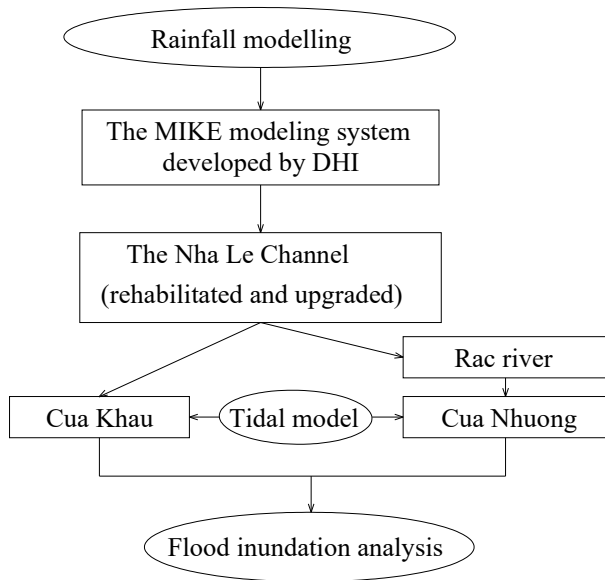 Rainfall modelling
The MIKE modeling system
developed by DHI
The Nha Le Channel
(rehabilitated and upgraded)
Rac river
Cua Khau
Tidal model
Cua Nhuong
Flood inundation analysis